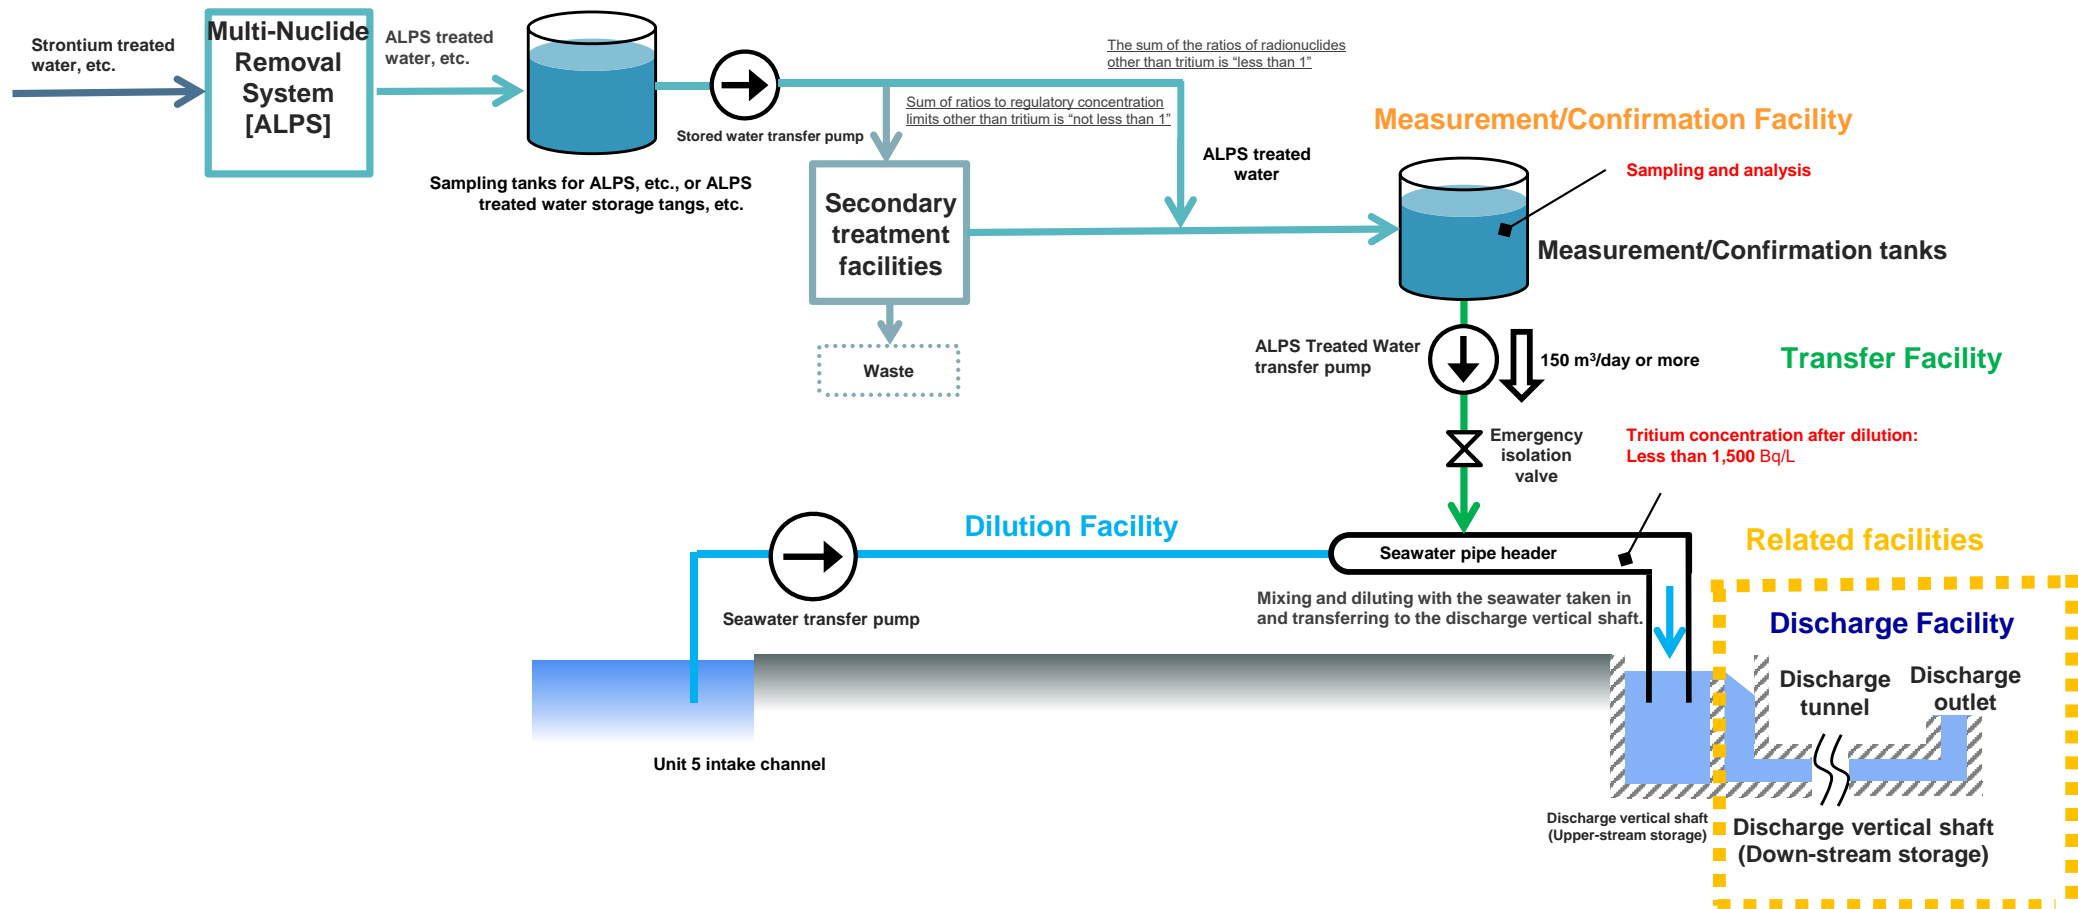 Strontium treated
water, etc.
Multi-Nuclide
Removal
System
[ALPS]
ALPS treated
water, etc.
Sampling tanks for ALPS, etc., or ALPS
treated water storage tangs, etc.
Stored water transfer pump
The sum of the ratios of radionuclides
other than tritium is “less than 1”
Sum of ratios to regulatory concentration
limits other than tritium is “not less than 1”
ALPS treated
water
Secondary
treatment
facilities
Waste
Measurement/Confirmation Facility
Sampling and analysis
Measurement/Confirmation tanks
ALPS Treated Water
transfer pump
150 m³/day or more
Transfer Facility
Emergency
isolation
valve
Tritium concentration after dilution:
Less than 1,500 Bq/L
Dilution Facility
Seawater transfer pump
Seawater pipe header
Mixing and diluting with the seawater taken in
and transferring to the discharge vertical shaft.
Unit 5 intake channel
Related facilities
Discharge Facility
Discharge
tunnel
Discharge
outlet
Discharge vertical shaft
(Upper-stream storage)
Discharge vertical shaft
(Down-stream storage)